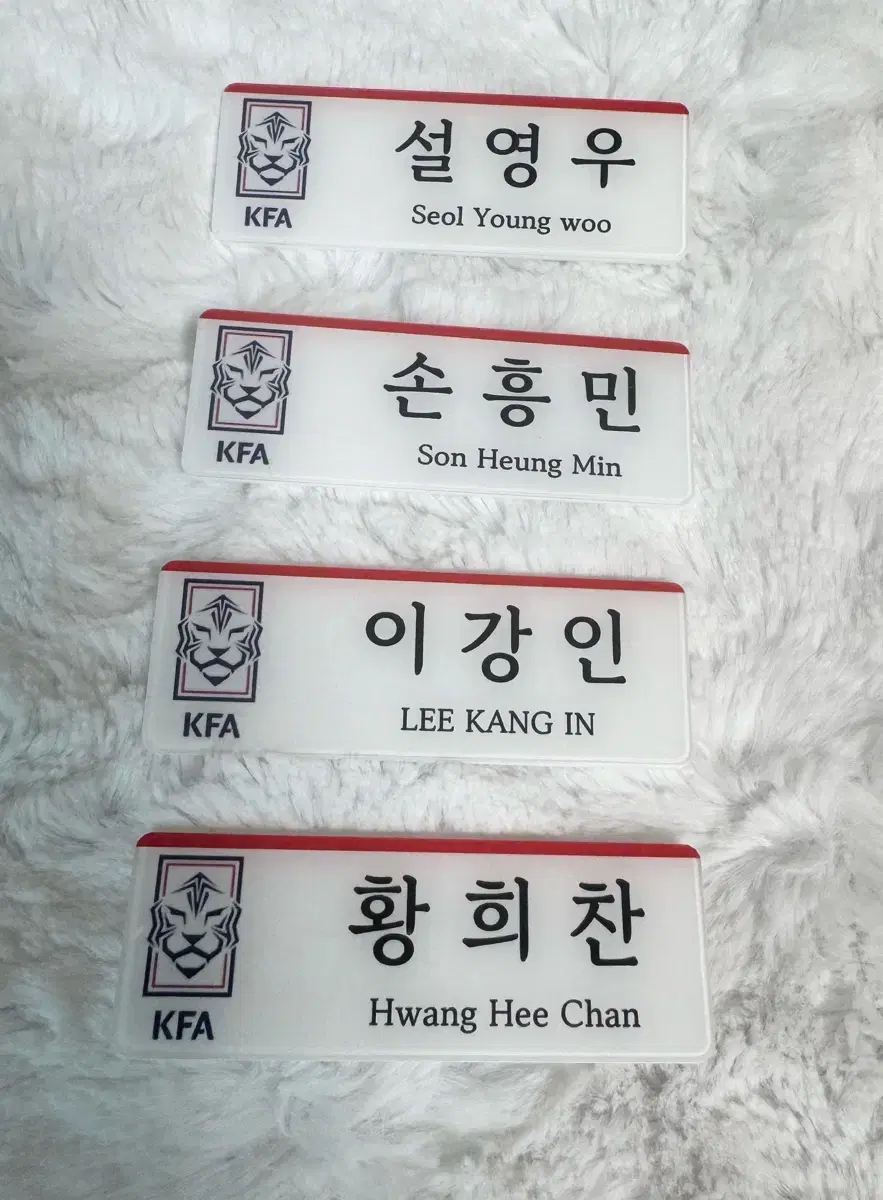 설영우
Seol Young woo
KFA
손흥민
Son Heung Min
KFA
이강인
LEE KANG IN
KFA
황희찬
Hwang Hee Chan
KFA